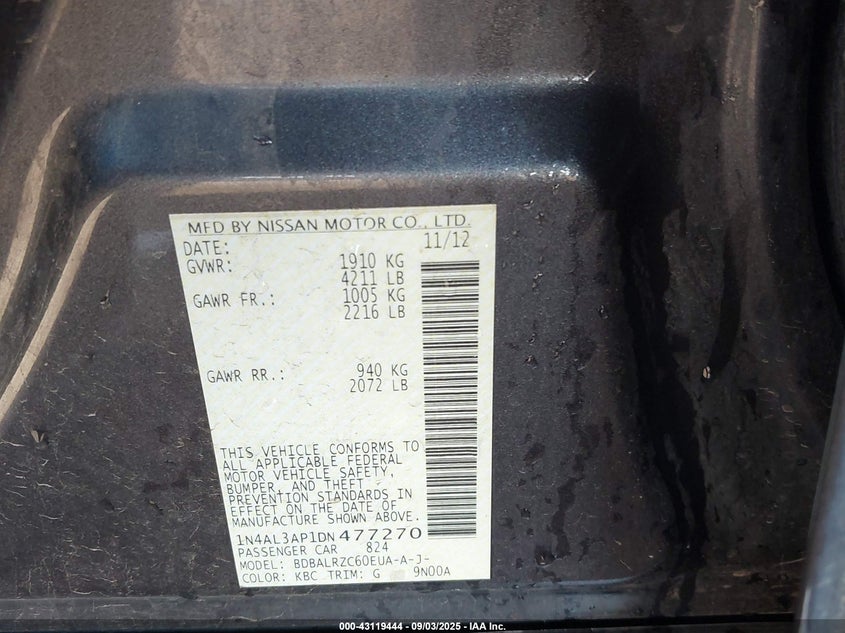 MFD BY NISSAN MOTOR CO., LTD.
DATE: 11/12
GVWR: 1910 KG
4211 LB
GAWR FR.: 1005 KG
2216 LB
GAWR RR.: 940 KG
2072 LB
THIS VEHICLE CONFORMS TO
ALL APPLICABLE FEDERAL
MOTOR VEHICLE SAFETY,
BUMPER, AND THEFT
PREVENTION STANDARDS IN
EFFECT ON THE DATE OF
MANUFACTURE SHOWN ABOVE.
1N4AL3AP1DN477270
PASSENGER CAR 824
MODEL: BDBALRZC60EUA-A-J-
COLOR: KBC TRIM: G 9N00A
000-43119444 - 09/03/2025 - IAA Inc.